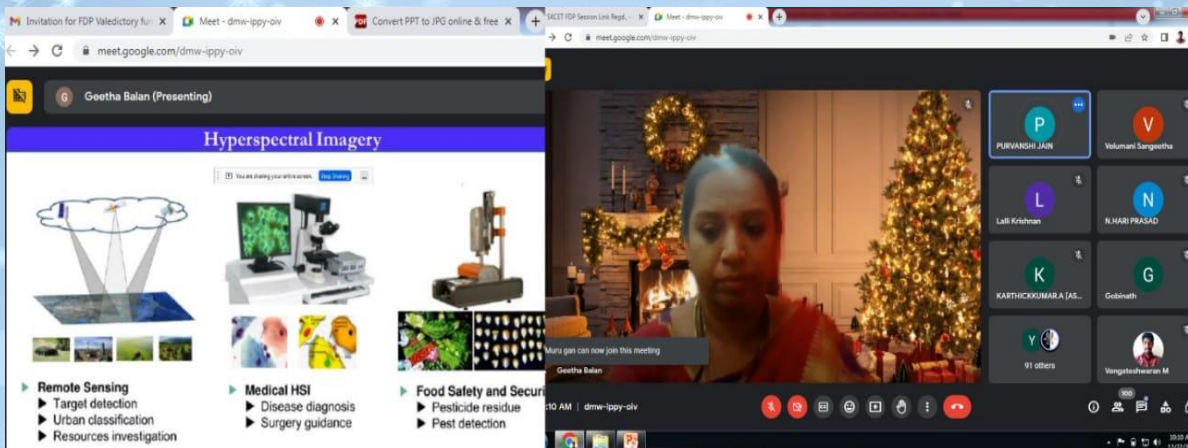 Invitation for FDP Valedictory fu
Meet - dmw-ippy-oiv
Convert PPT to JPG online & free
meet.google.com/dmw-ippy-oiv
G Geetha Balan (Presenting)
Hyperspectral Imagery
You are sharing your entire screen. Stop Sharing
Remote Sensing
Target detection
Urban classification
Resources investigation
Medical HSI
Disease diagnosis
Surgery guidance
Food Safety and Securi
Pesticide residue
Pest detection
SKCET FDP Session Link Regd.,
Meet - dmw-ippy-oiv
meet.google.com/dmw-ippy-oiv
P
PURVANSHI JAIN
V
Velumani Sangeetha
L
Lalli Krishnan
N
N.HARI PRASAD
K
KARTHICKKUMAR.A [AS...
G
Gobinath
Y
91 others
Vengateshwaran M
Muru gan can now join this meeting
Geetha Balan
:10 AM | dmw-ippy-oiv
100